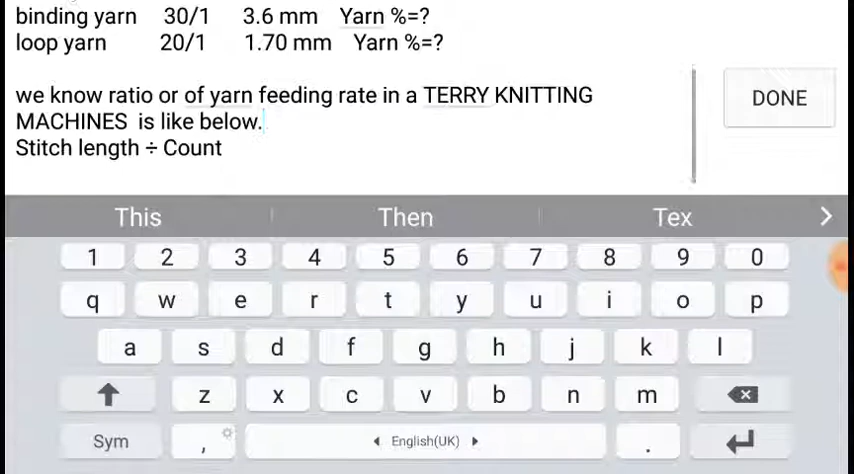 binding yarn 30/1 3.6 mm Yarn %=?
loop yarn 20/1 1.70 mm Yarn %=?
we know ratio or of yarn feeding rate in a TERRY KNITTING
MACHINES is like below.
Stitch length ÷ Count
DONE
This Then Tex
1 2 3 4 5 6 7 8 9 0
q w e r t y u i o p
a s d f g h j k l
z x c v b n m
Sym , English(UK) .